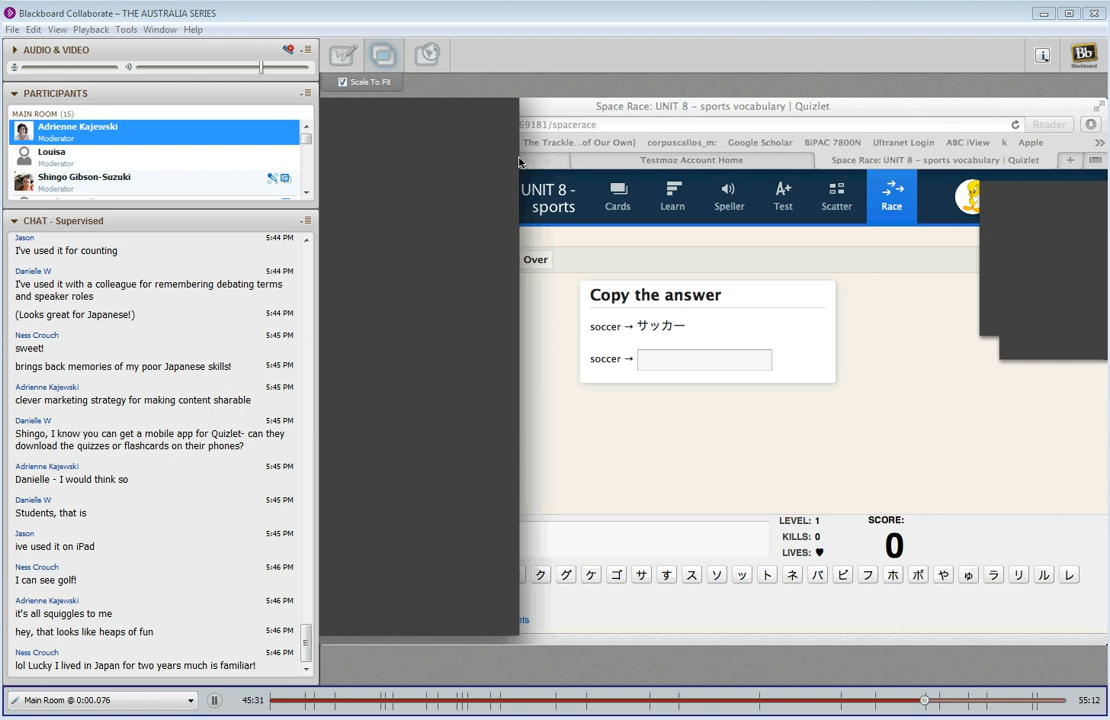 Blackboard Collaborate – THE AUSTRALIA SERIES
File Edit View Playback Tools Window Help
AUDIO & VIDEO
PARTICIPANTS
MAIN ROOM (15)
Adrienne Kajewski
Moderator
Louisa
Moderator
Shingo Gibson-Suzuki
Moderator
CHAT - Supervised
Jason 5:44 PM
I've used it for counting
Danielle W 5:44 PM
I've used it with a colleague for remembering debating terms
and speaker roles
(Looks great for Japanese!) 5:44 PM
Ness Crouch 5:45 PM
sweet!
brings back memories of my poor Japanese skills! 5:45 PM
Adrienne Kajewski 5:45 PM
clever marketing strategy for making content sharable
Danielle W 5:45 PM
Shingo, I know you can get a mobile app for Quizlet- can they
download the quizzes or flashcards on their phones?
Adrienne Kajewski 5:45 PM
Danielle - I would think so
Danielle W 5:45 PM
Students, that is
Jason 5:45 PM
ive used it on iPad
Ness Crouch 5:46 PM
I can see golf!
Adrienne Kajewski 5:46 PM
it's all squiggles to me
hey, that looks like heaps of fun 5:46 PM
Ness Crouch 5:46 PM
lol Lucky I lived in Japan for two years much is familiar!
Main Room @ 0:00.076
45:31
55:12
Scale To Fit
Bb
Blackboard
Space Race: UNIT 8 – sports vocabulary | Quizlet
69181/spacerace
Reader
The Trackle...of Our Own] corpuscallos_m: Google Scholar BiPAC 7800N Ultranet Login ABC iView k Apple
Testmoz Account Home
Space Race: UNIT 8 – sports vocabulary | Quizlet
UNIT 8 -
sports
Cards Learn Speller Test Scatter Race
Over
Copy the answer
soccer → サッカー
soccer →
LEVEL: 1
KILLS: 0
LIVES: ♥
SCORE:
0
ク グ ケ ゴ サ す ス ソ ッ ト ネ バ ビ フ ホ ボ や ゅ ラ リ ル レ
nts